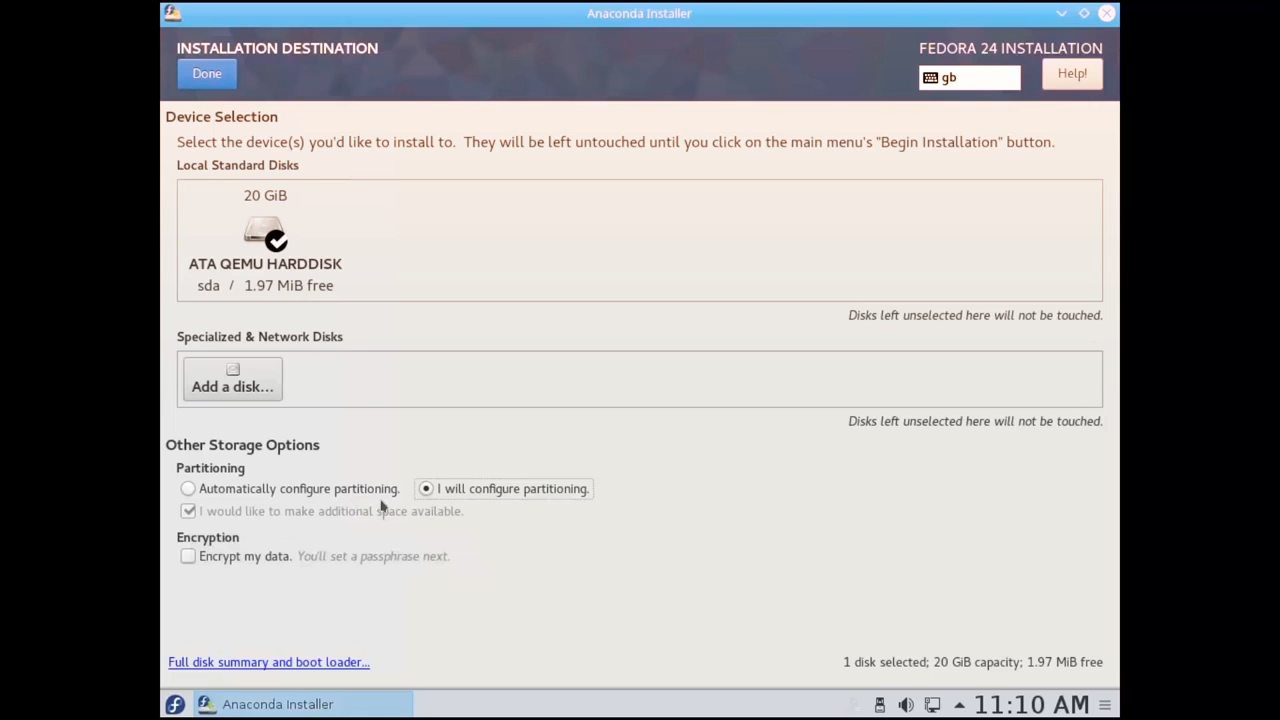 Anaconda Installer
INSTALLATION DESTINATION
FEDORA 24 INSTALLATION
Done
gb
Help!
Device Selection
Select the device(s) you'd like to install to. They will be left untouched until you click on the main menu's "Begin Installation" button.
Local Standard Disks
20 GiB
ATA QEMU HARDDISK
sda / 1.97 MiB free
Disks left unselected here will not be touched.
Specialized & Network Disks
Add a disk...
Disks left unselected here will not be touched.
Other Storage Options
Partitioning
Automatically configure partitioning.
I will configure partitioning.
I would like to make additional space available.
Encryption
Encrypt my data. You'll set a passphrase next.
Full disk summary and boot loader...
1 disk selected; 20 GiB capacity; 1.97 MiB free
Anaconda Installer
11:10 AM